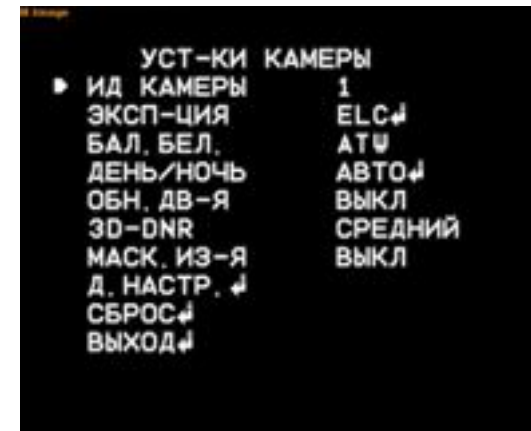 УСТ-КИ КАМЕРЫ
ИД КАМЕРЫ 1
ЭКСП-ЦИЯ ELC↲
БАЛ.БЕЛ. ATW
ДЕНЬ/НОЧЬ АВТО↲
ОБН.ДВ-Я ВЫКЛ
3D-DNR СРЕДНИЙ
МАСК.ИЗ-Я ВЫКЛ
Д.НАСТР.↲
СБРОС↲
ВЫХОД↲